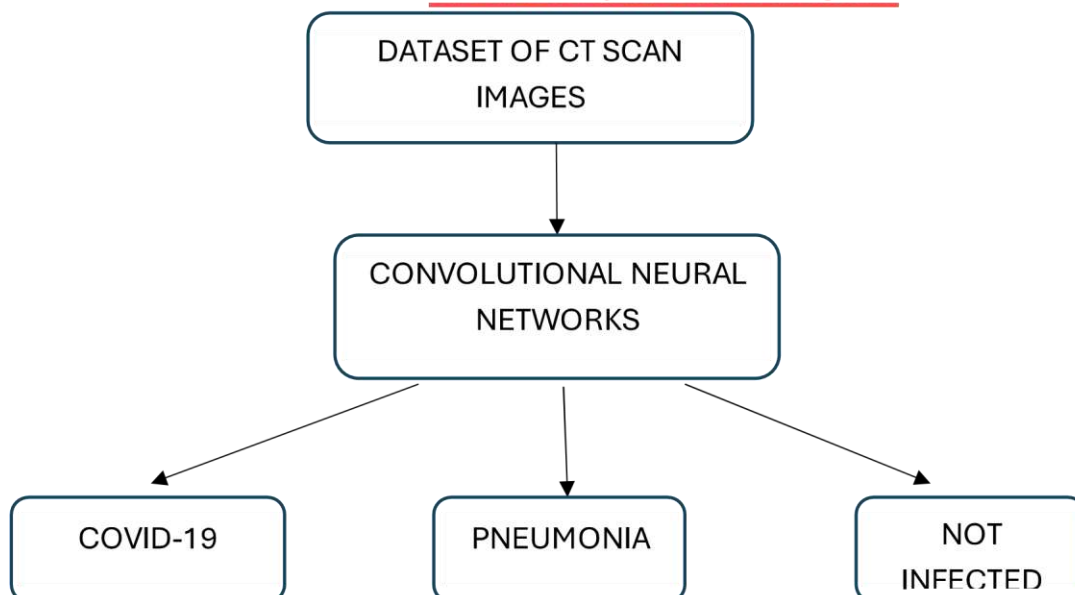 DATASET OF CT SCAN
IMAGES
CONVOLUTIONAL NEURAL
NETWORKS
COVID-19
PNEUMONIA
NOT
INFECTED